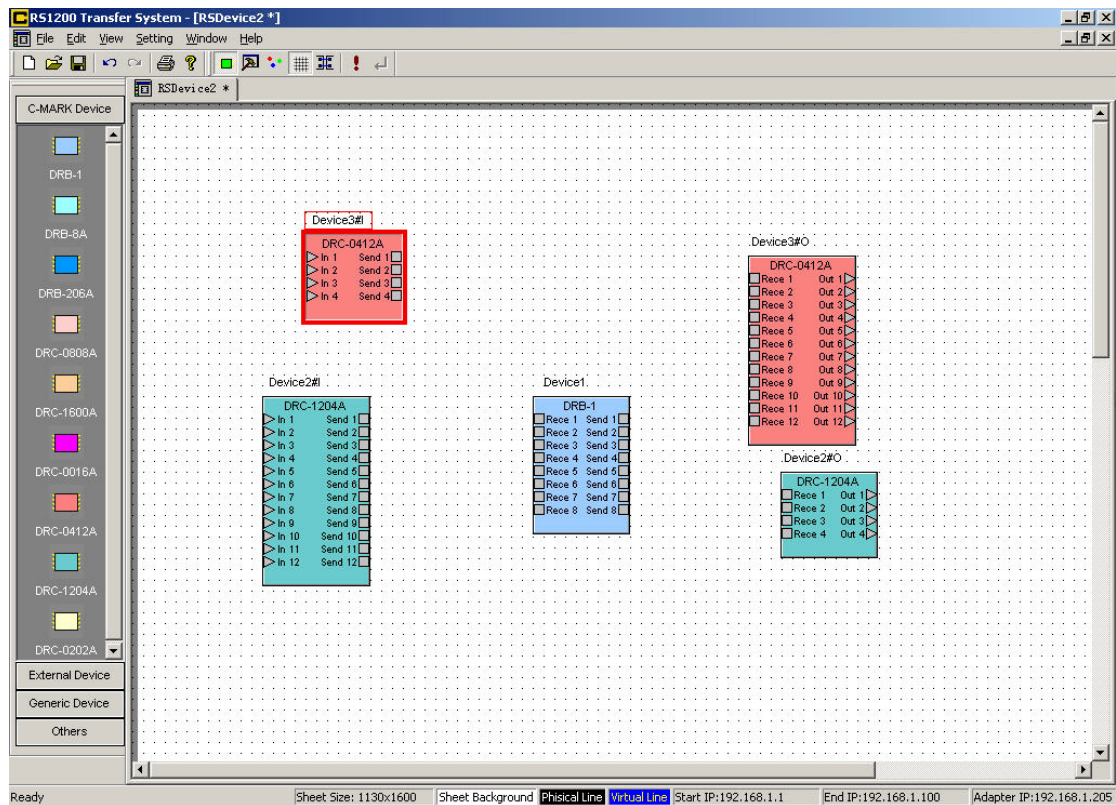 RS1200 Transfer System - [RSDevice2 *]
File Edit View Setting Window Help
RSDevice2 *
C-MARK Device
DRB-1
DRB-8A
DRB-206A
DRC-0808A
DRC-1600A
DRC-0016A
DRC-0412A
DRC-1204A
DRC-0202A
External Device
Generic Device
Others
Device3#I
DRC-0412A
In 1 Send 1
In 2 Send 2
In 3 Send 3
In 4 Send 4
Device2#I
DRC-1204A
In 1 Send 1
In 2 Send 2
In 3 Send 3
In 4 Send 4
In 5 Send 5
In 6 Send 6
In 7 Send 7
In 8 Send 8
In 9 Send 9
In 10 Send 10
In 11 Send 11
In 12 Send 12
Device1
DRB-1
Rece 1 Send 1
Rece 2 Send 2
Rece 3 Send 3
Rece 4 Send 4
Rece 5 Send 5
Rece 6 Send 6
Rece 7 Send 7
Rece 8 Send 8
Device3#O
DRC-0412A
Rece 1 Out 1
Rece 2 Out 2
Rece 3 Out 3
Rece 4 Out 4
Rece 5 Out 5
Rece 6 Out 6
Rece 7 Out 7
Rece 8 Out 8
Rece 9 Out 9
Rece 10 Out 10
Rece 11 Out 11
Rece 12 Out 12
Device2#O
DRC-1204A
Rece 1 Out 1
Rece 2 Out 2
Rece 3 Out 3
Rece 4 Out 4
Ready Sheet Size: 1130x1600 Sheet Background Phisical Line Virtual Line Start IP:192.168.1.1 End IP:192.168.1.100 Adapter IP:192.168.1.205